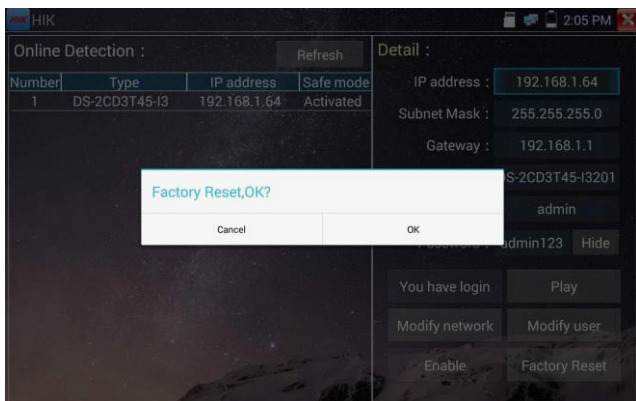 HIK HIK 2:05 PM
Online Detection :
Refresh
Number Type IP address Safe mode
1 DS-2CD3T45-I3 192.168.1.64 Activated
Detail :
IP address : 192.168.1.64
Subnet Mask : 255.255.255.0
Gateway : 192.168.1.1
DS-2CD3T45-I3201
admin
admin123 Hide
Factory Reset,OK?
Cancel OK
You have login Play
Modify network Modify user
Enable Factory Reset